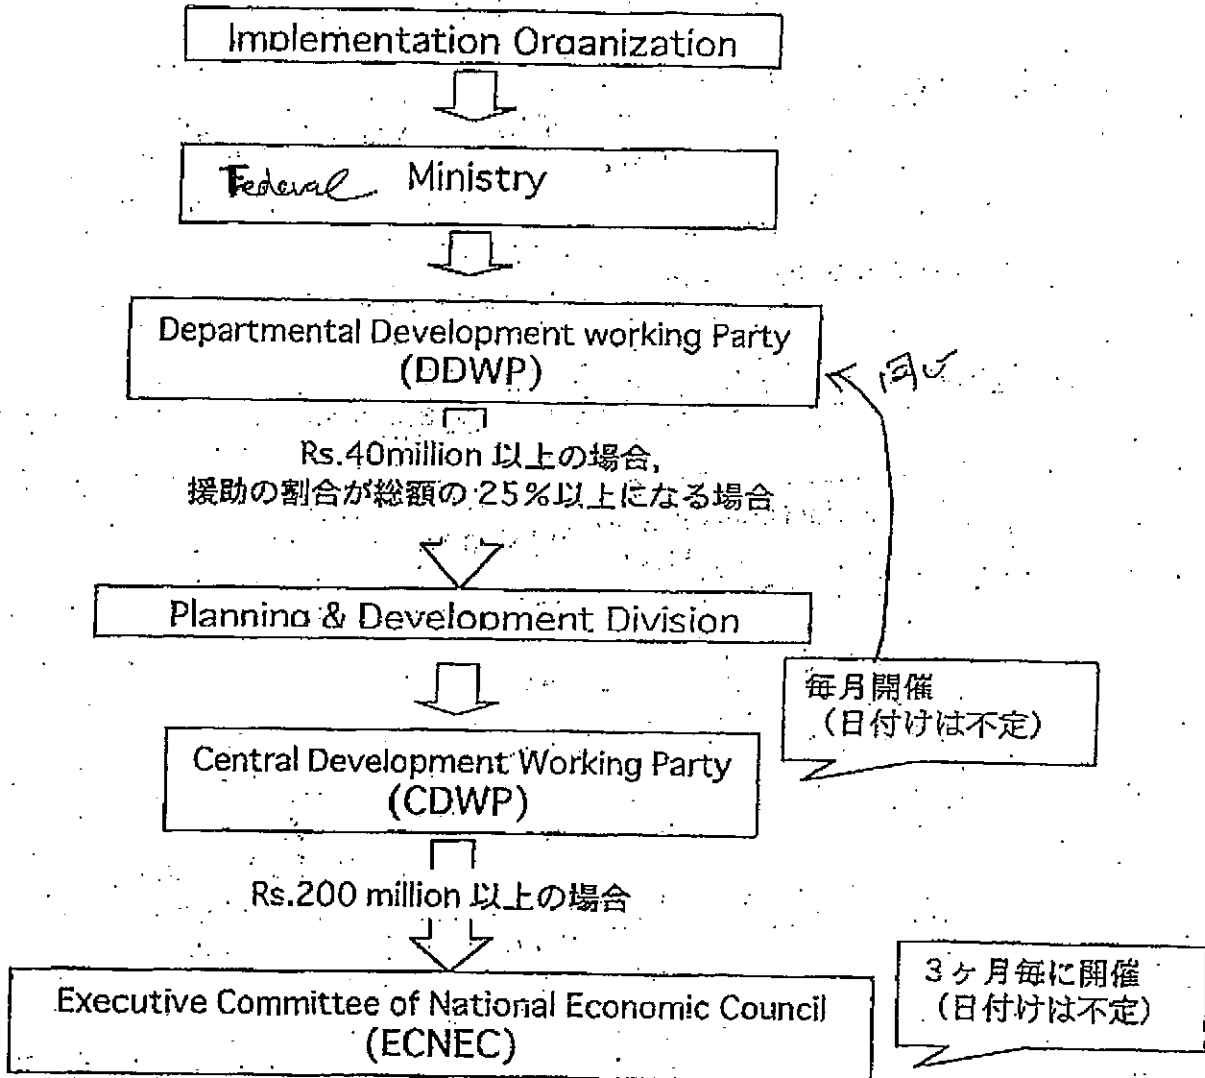 Implementation Organization
Federal Ministry
Departmental Development working Party
(DDWP)
同じ
Rs.40million 以上の場合,
援助の割合が総額の25%以上になる場合
Planning & Development Division
毎月開催
(日付けは不定)
Central Development Working Party
(CDWP)
Rs.200 million 以上の場合
3ヶ月毎に開催
(日付けは不定)
Executive Committee of National Economic Council
(ECNEC)